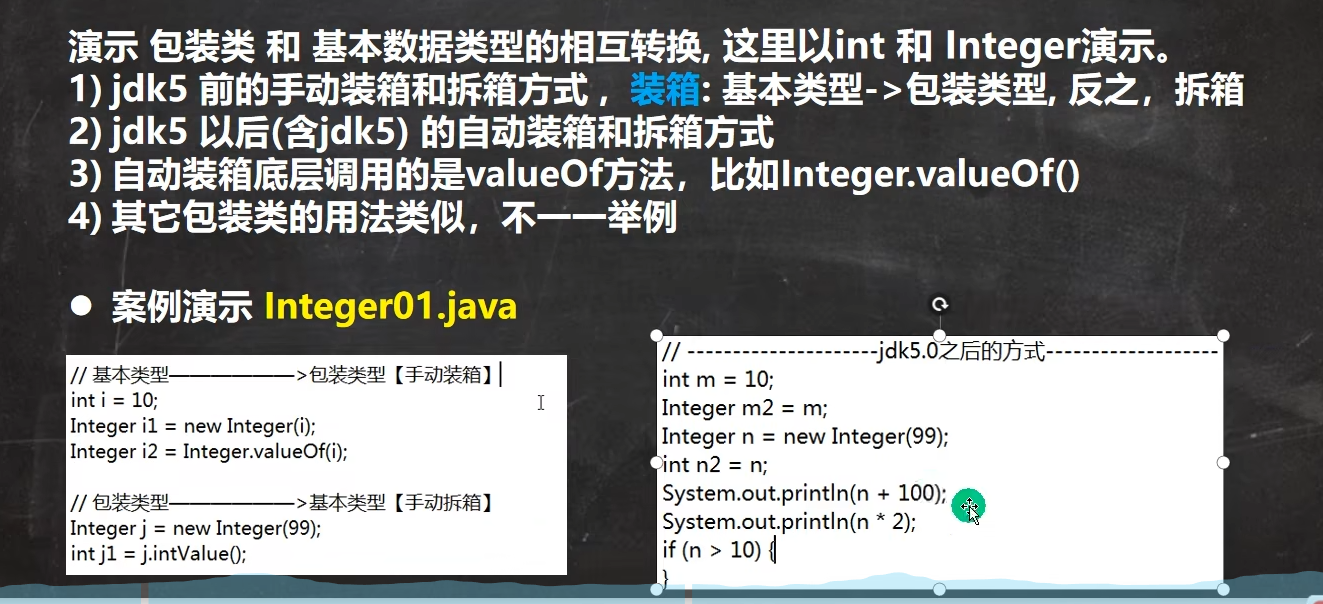 演示 包装类 和 基本数据类型的相互转换, 这里以int 和 Integer演示。
1) jdk5 前的手动装箱和拆箱方式 ，装箱: 基本类型->包装类型, 反之，拆箱
2) jdk5 以后(含jdk5) 的自动装箱和拆箱方式
3) 自动装箱底层调用的是valueOf方法，比如Integer.valueOf()
4) 其它包装类的用法类似，不一一举例
● 案例演示 Integer01.java
// 基本类型——————>包装类型【手动装箱】
int i = 10;
Integer i1 = new Integer(i);
Integer i2 = Integer.valueOf(i);
// 包装类型——————>基本类型【手动拆箱】
Integer j = new Integer(99);
int j1 = j.intValue();
// ---------------------jdk5.0之后的方式-------------------
int m = 10;
Integer m2 = m;
Integer n = new Integer(99);
int n2 = n;
System.out.println(n + 100);
System.out.println(n * 2);
if (n > 10) {
}